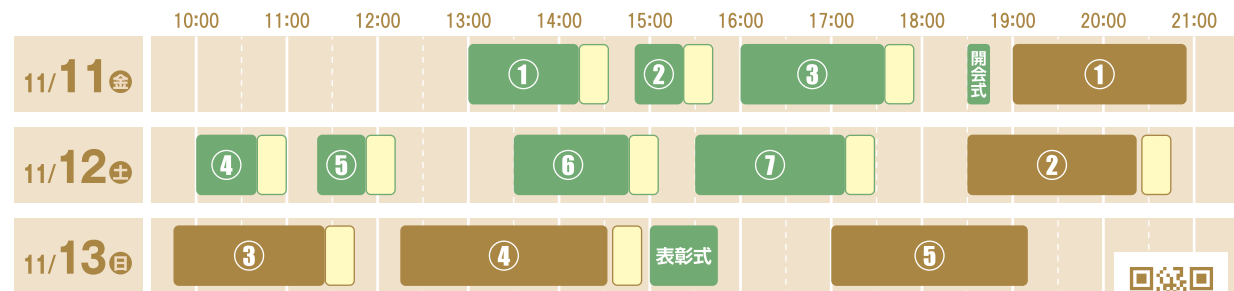 10:00 11:00 12:00 13:00 14:00 15:00 16:00 17:00 18:00 19:00 20:00 21:00
11/11金 ① ② ③ 開会式 ①
11/12土 ④ ⑤ ⑥ ⑦ ②
11/13日 ③ ④ 表彰式 ⑤